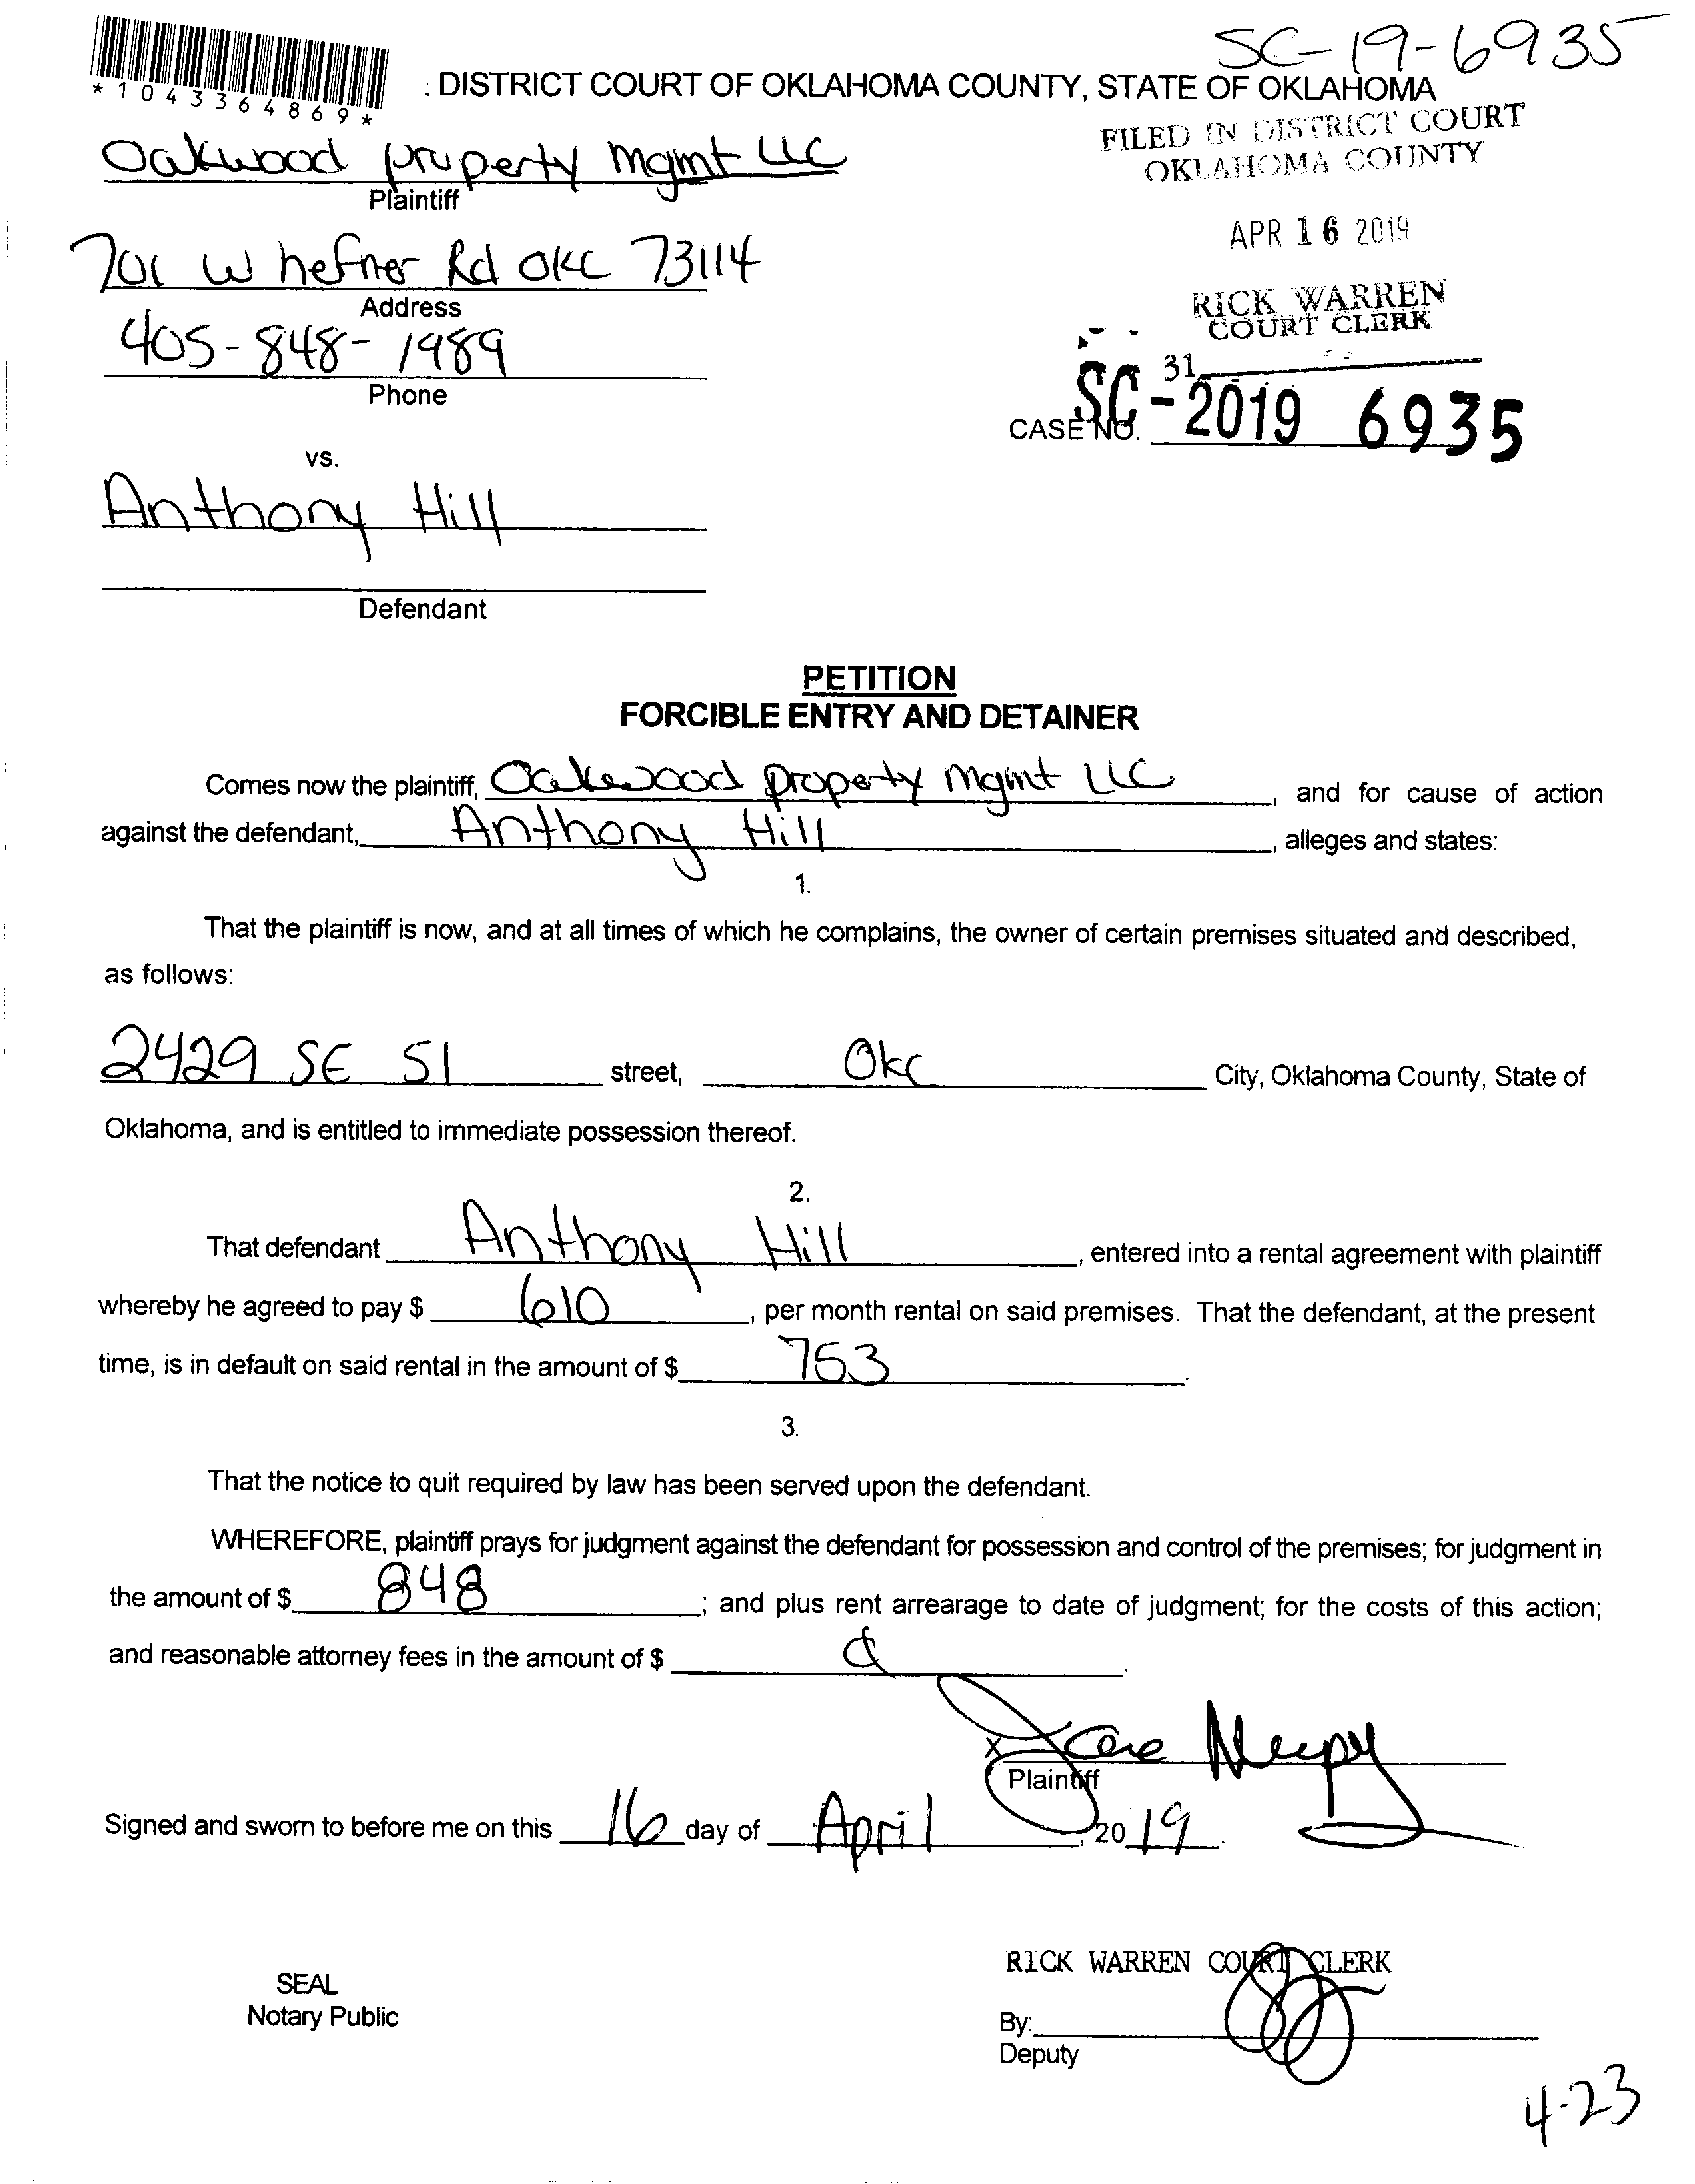 SC-19-6935
*1043364869*
: DISTRICT COURT OF OKLAHOMA COUNTY, STATE OF OKLAHOMA
FILED IN DISTRICT COURT
OKLAHOMA COUNTY
Oakwood property Mgmt LLC
Plaintiff
APR 16 2019
701 W hefner Rd OKC 73114
Address
RICK WARREN
COURT CLERK
405-848-1989
Phone
31
CASE NO. SC-2019 6935
vs.
Anthony Hill
Defendant
PETITION
FORCIBLE ENTRY AND DETAINER
Comes now the plaintiff, Oakwood property Mgmt LLC, and for cause of action
against the defendant, Anthony Hill, alleges and states:
1.
That the plaintiff is now, and at all times of which he complains, the owner of certain premises situated and described,
as follows:
2429 SE 51 street, Okc City, Oklahoma County, State of
Oklahoma, and is entitled to immediate possession thereof.
2.
That defendant Anthony Hill, entered into a rental agreement with plaintiff
whereby he agreed to pay $ 610, per month rental on said premises. That the defendant, at the present
time, is in default on said rental in the amount of $ 753.
3.
That the notice to quit required by law has been served upon the defendant.
WHEREFORE, plaintiff prays for judgment against the defendant for possession and control of the premises; for judgment in
the amount of $ 848; and plus rent arrearage to date of judgment; for the costs of this action;
and reasonable attorney fees in the amount of $
X
Plaintiff
Signed and sworn to before me on this 16 day of April, 2019.
RICK WARREN COURT CLERK
SEAL
Notary Public
By:
Deputy
4-23